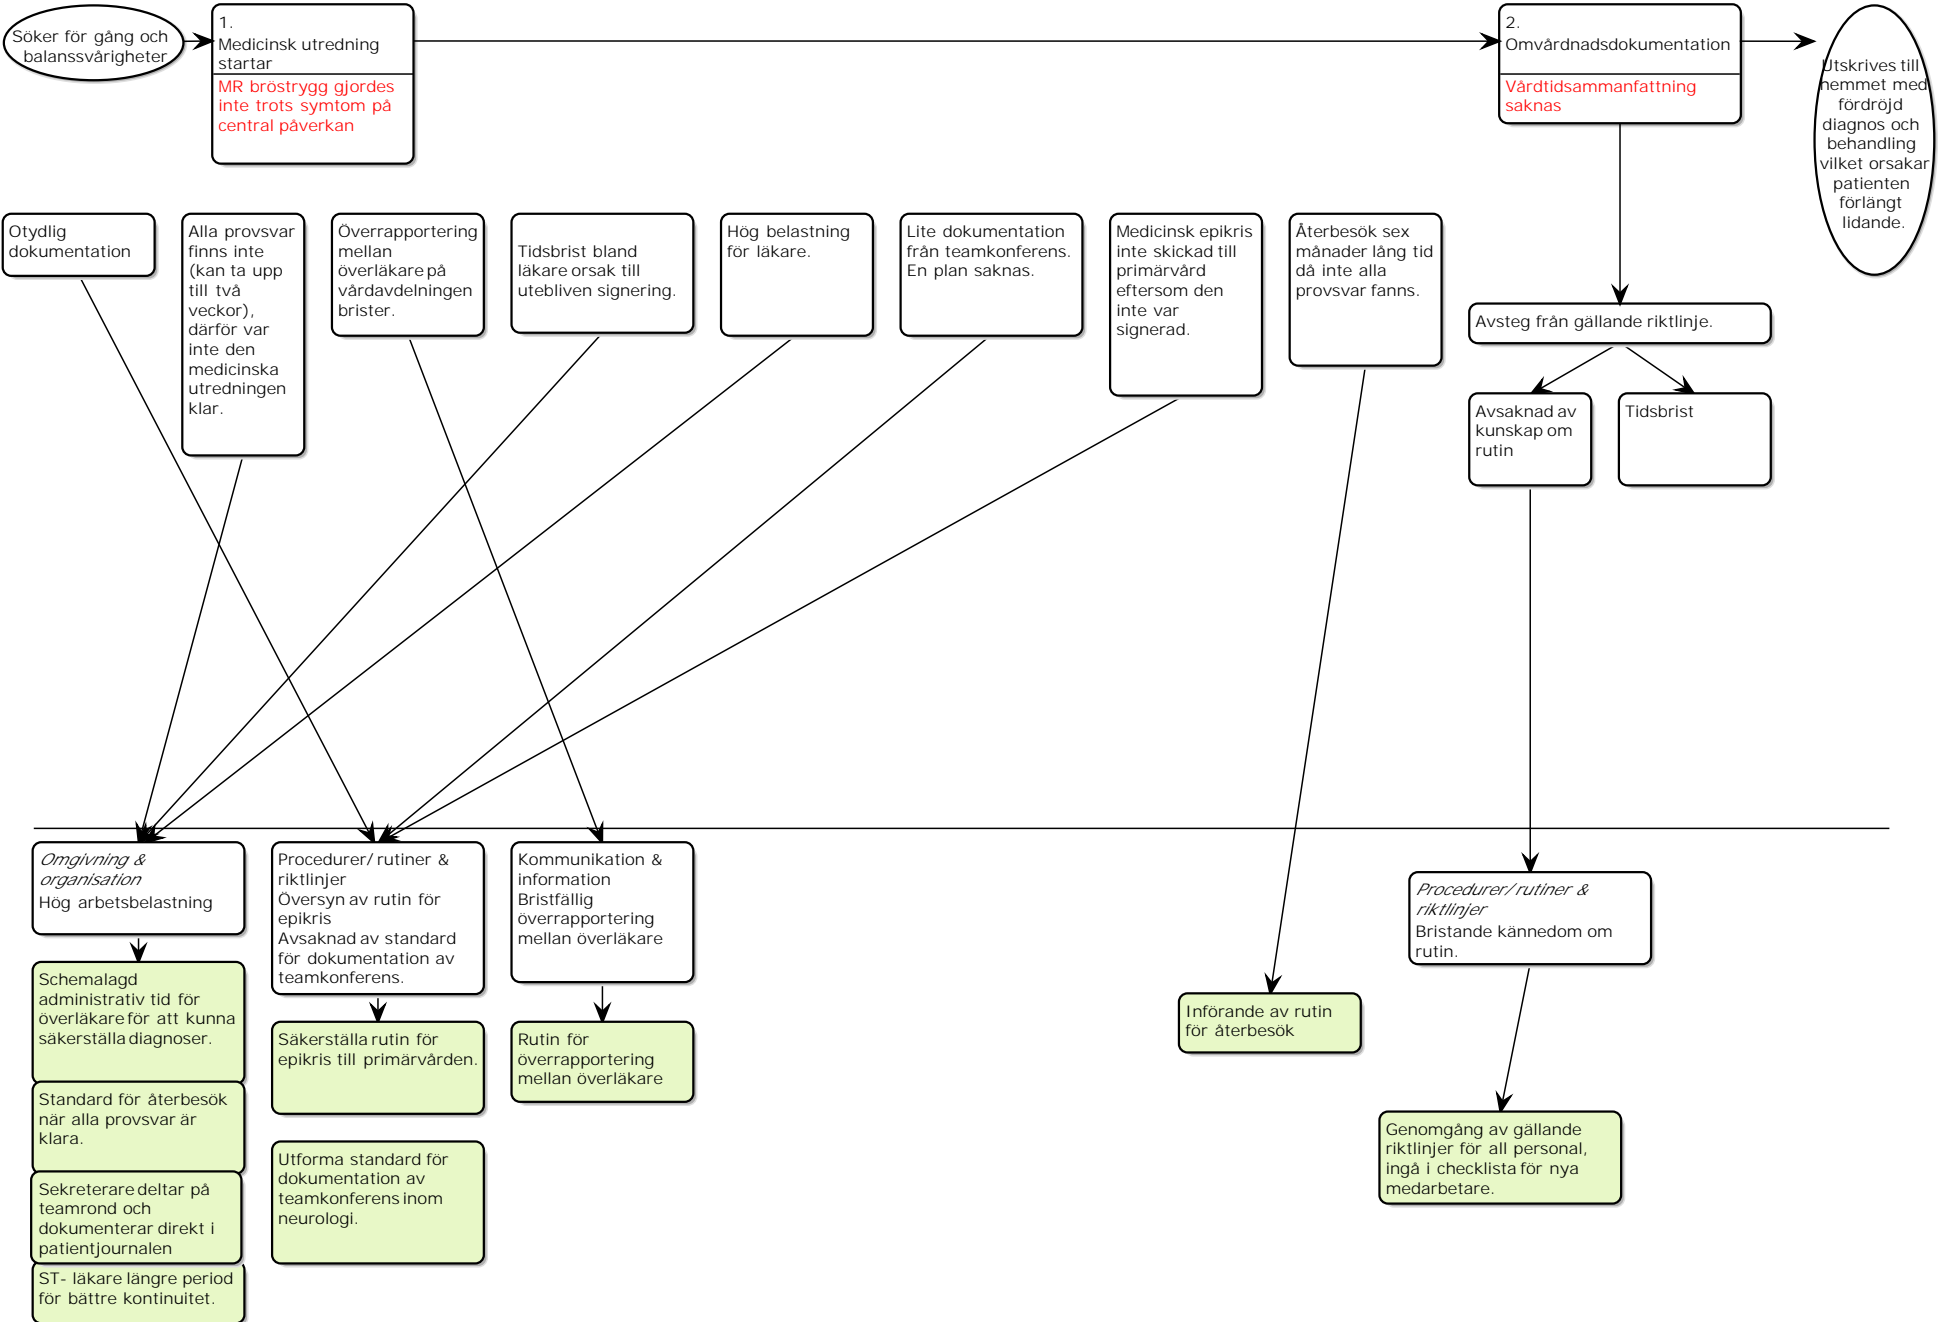 Söker för gång och
balanssvårigheter
1.
Medicinsk utredning
startar
MR bröstrygg gjordes
inte trots symtom på
central påverkan
2.
Omvårdnadsdokumentation
Vårdtidsammanfattning
saknas
Utskrives till
hemmet med
fördröjd
diagnos och
behandling
vilket orsakar
patienten
förlängt
lidande.
Otydlig
dokumentation
Alla provsvar
finns inte
(kan ta upp
till två
veckor),
därför var
inte den
medicinska
utredningen
klar.
Överrapportering
mellan
överläkare på
vårdavdelningen
brister.
Tidsbrist bland
läkare orsak till
utebliven signering.
Hög belastning
för läkare.
Lite dokumentation
från teamkonferens.
En plan saknas.
Medicinsk epikris
inte skickad till
primärvård
eftersom den
inte var
signerad.
Återbesök sex
månader lång tid
då inte alla
provsvar fanns.
Avsteg från gällande riktlinje.
Avsaknad av
kunskap om
rutin
Tidsbrist
Omgivning &
organisation
Hög arbetsbelastning
Procedurer/rutiner &
riktlinjer
Översyn av rutin för
epikris
Avsaknad av standard
för dokumentation av
teamkonferens.
Kommunikation &
information
Bristfällig
överrapportering
mellan överläkare
Procedurer/rutiner &
riktlinjer
Bristande kännedom om
rutin.
Schemalagd
administrativ tid för
överläkare för att kunna
säkerställa diagnoser.
Standard för återbesök
när alla provsvar är
klara.
Sekreterare deltar på
teamrond och
dokumenterar direkt i
patientjournalen
ST- läkare längre period
för bättre kontinuitet.
Säkerställa rutin för
epikris till primärvården.
Utforma standard för
dokumentation av
teamkonferens inom
neurologi.
Rutin för
överrapportering
mellan överläkare
Införande av rutin
för återbesök
Genomgång av gällande
riktlinjer för all personal,
ingå i checklista för nya
medarbetare.